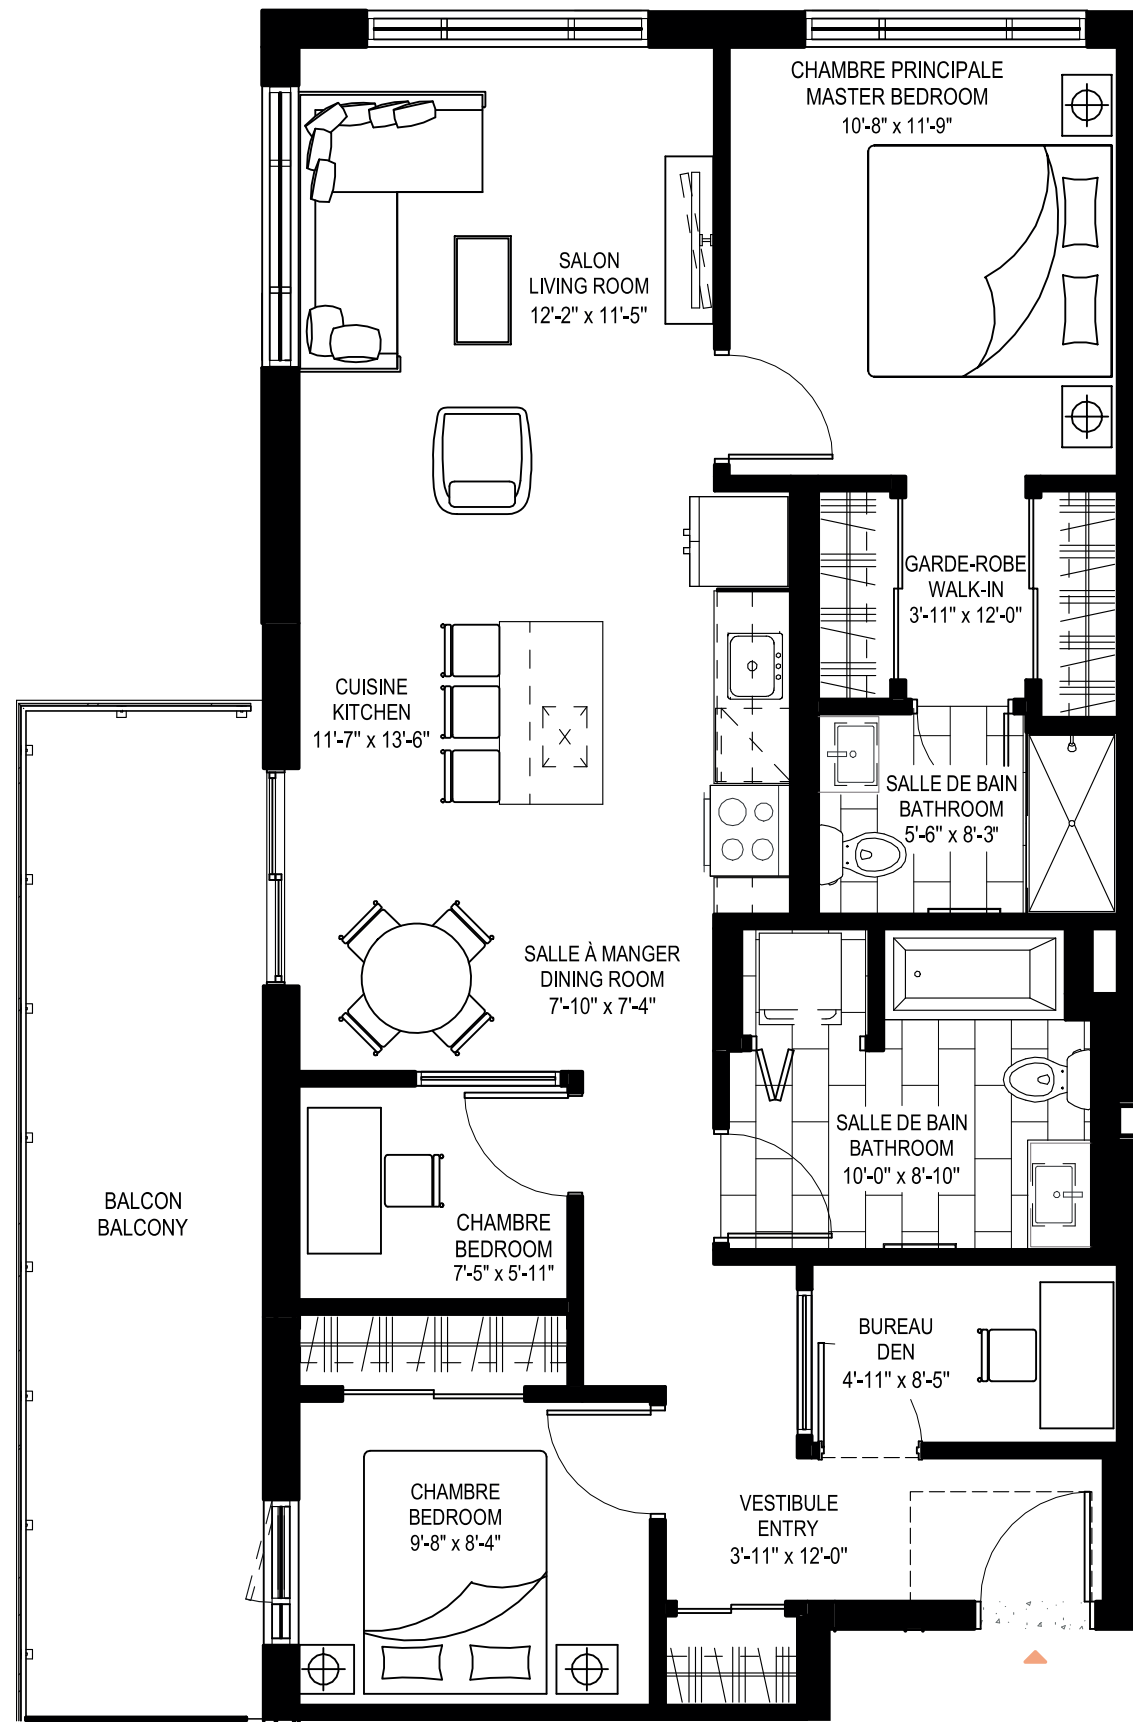 CHAMBRE PRINCIPALE
MASTER BEDROOM
10'-8" x 11'-9"
SALON
LIVING ROOM
12'-2" x 11'-5"
GARDE-ROBE
WALK-IN
3'-11" x 12'-0"
CUISINE
KITCHEN
11'-7" x 13'-6"
SALLE DE BAIN
BATHROOM
5'-6" x 8'-3"
SALLE À MANGER
DINING ROOM
7'-10" x 7'-4"
SALLE DE BAIN
BATHROOM
10'-0" x 8'-10"
BALCON
BALCONY
CHAMBRE
BEDROOM
7'-5" x 5'-11"
BUREAU
DEN
4'-11" x 8'-5"
CHAMBRE
BEDROOM
9'-8" x 8'-4"
VESTIBULE
ENTRY
3'-11" x 12'-0"